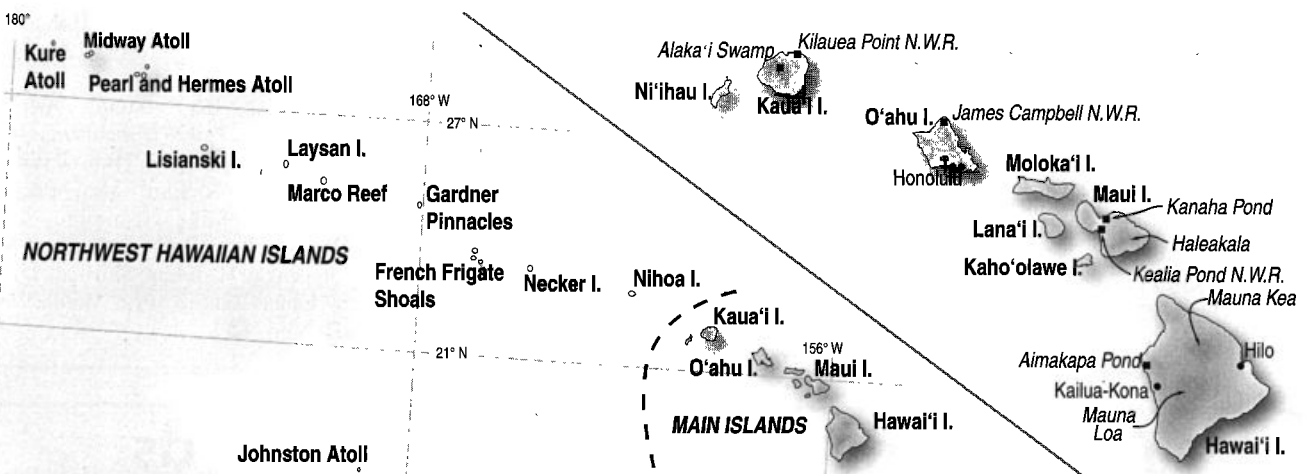 180°
Kure
Atoll
Midway Atoll
Pearl and Hermes Atoll
168° W
27° N
Lisianski I.
Laysan I.
Marco Reef
Gardner
Pinnacles
NORTHWEST HAWAIIAN ISLANDS
French Frigate
Shoals
Necker I.
Nihoa I.
Kaua‘i I.
21° N
156° W
O‘ahu I.
Maui I.
MAIN ISLANDS
Hawai‘i I.
Johnston Atoll
Alaka‘i Swamp
Kilauea Point N.W.R.
Ni‘ihau I.
Kaua‘i I.
O‘ahu I.
James Campbell N.W.R.
Honolulu
Moloka‘i I.
Maui I.
Kanaha Pond
Lana‘i I.
Haleakala
Kaho‘olawe I.
Kealia Pond N.W.R.
Mauna Kea
Aimakapa Pond
Hilo
Kailua-Kona
Mauna
Loa
Hawai‘i I.